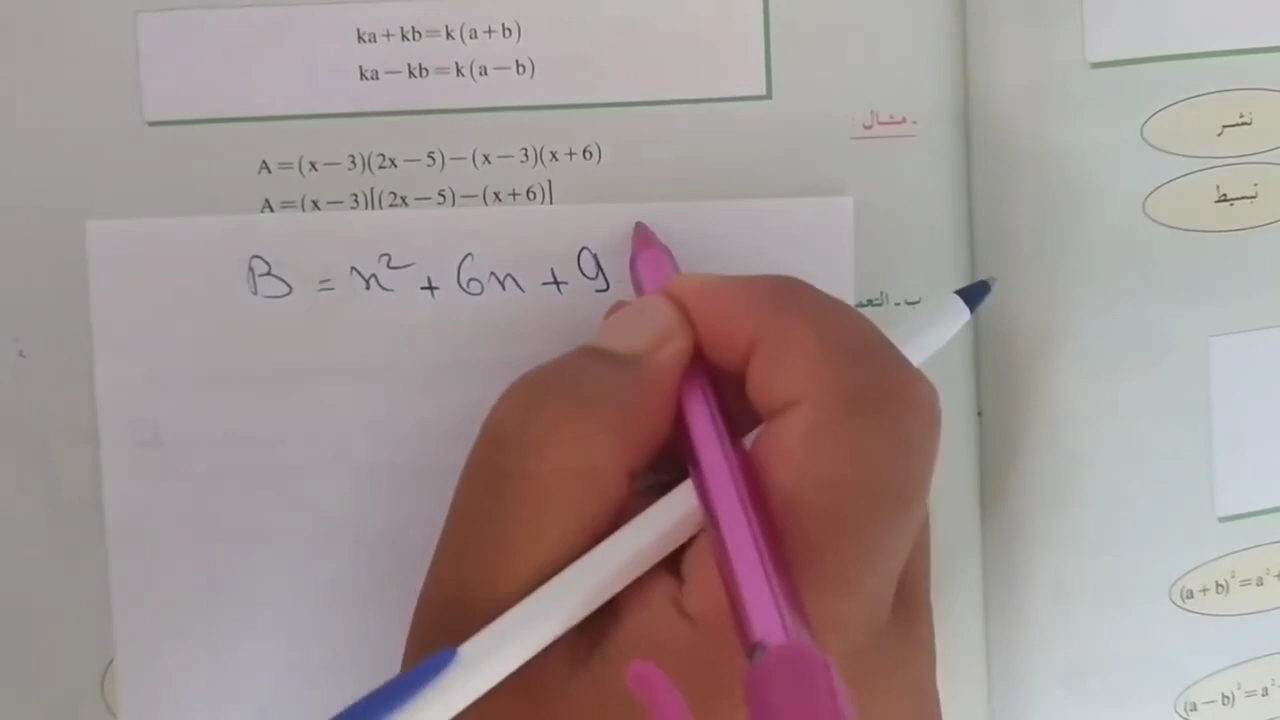 ka+kb=k(a+b)
ka-kb=k(a-b)
- مثال :
A=(x-3)(2x-5)-(x-3)(x+6)
A=(x-3)[(2x-5)-(x+6)]
B = x² + 6x + 9
ب -
نشر
تبسيط
(a+b)²=a²+
(a-b)²=a²-